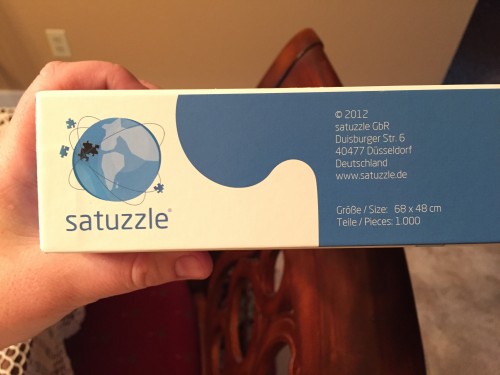 satuzzle®
© 2012
satuzzle GbR
Duisburger Str. 6
40477 Düsseldorf
Deutschland
www.satuzzle.de
Größe / Size: 68 x 48 cm
Teile / Pieces: 1.000